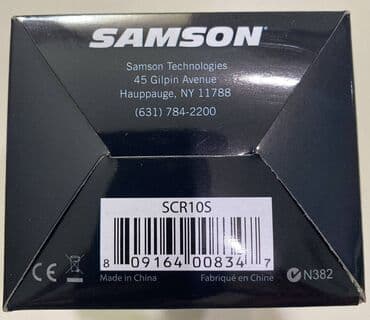 SAMSON
Samson Technologies
45 Gilpin Avenue
Hauppauge, NY 11788
(631) 784-2200
SCR10S
8 09164 00834 7
Made in China Fabriqué en Chine
CE N382